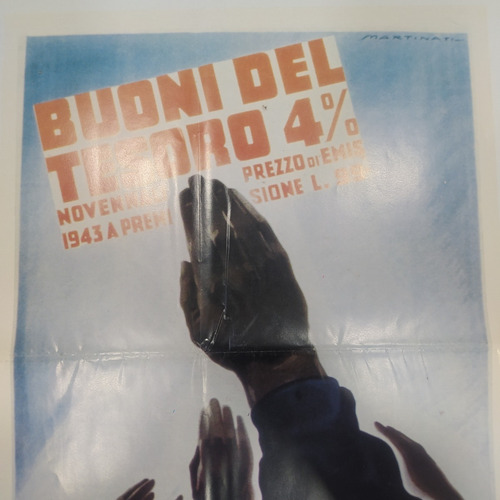 MARTINATI
BUONI DEL
TESORO 4%
NOVENNALI
1943 A PREMI
PREZZO DI EMIS
SIONE L.